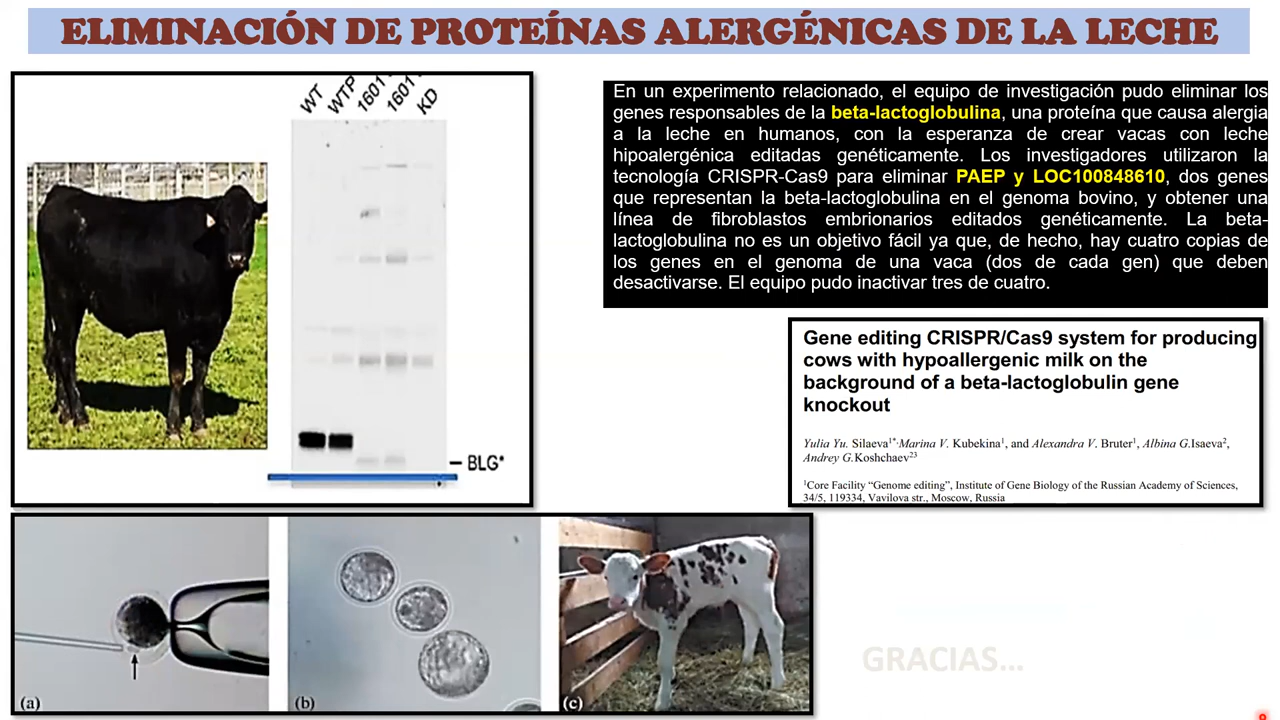 ELIMINACIÓN DE PROTEÍNAS ALERGÉNICAS DE LA LECHE
WT WTP 1601 1601 KD
BLG*
En un experimento relacionado, el equipo de investigación pudo eliminar los
genes responsables de la beta-lactoglobulina, una proteína que causa alergia
a la leche en humanos, con la esperanza de crear vacas con leche
hipoalergénica editadas genéticamente. Los investigadores utilizaron la
tecnología CRISPR-Cas9 para eliminar PAEP y LOC100848610, dos genes
que representan la beta-lactoglobulina en el genoma bovino, y obtener una
línea de fibroblastos embrionarios editados genéticamente. La beta-
lactoglobulina no es un objetivo fácil ya que, de hecho, hay cuatro copias de
los genes en el genoma de una vaca (dos de cada gen) que deben
desactivarse. El equipo pudo inactivar tres de cuatro.
Gene editing CRISPR/Cas9 system for producing
cows with hypoallergenic milk on the
background of a beta-lactoglobulin gene
knockout
Yulia Yu. Silaeva1*, Marina V. Kubekina1, and Alexandra V. Bruter1, Albina G.Isaeva2,
Andrey G.Koshchaev23
1Core Facility “Genome editing”, Institute of Gene Biology of the Russian Academy of Sciences,
34/5, 119334, Vavilova str., Moscow, Russia
(a) (b) (c)
GRACIAS...